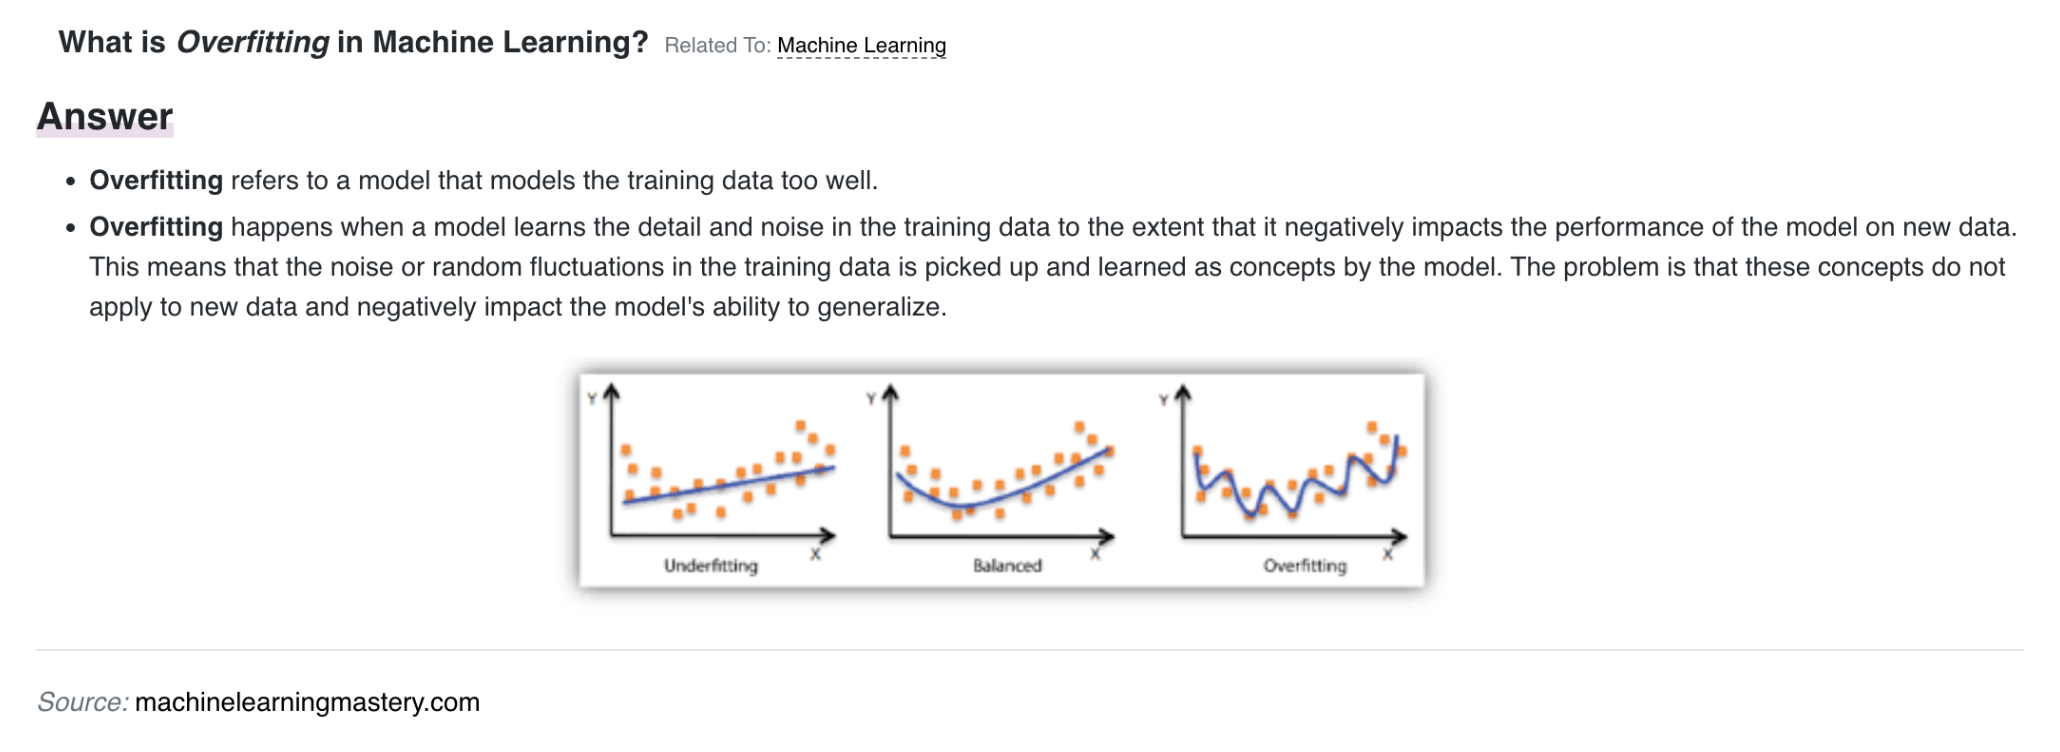 What is Overfitting in Machine Learning? Related To: Machine Learning
Answer
• Overfitting refers to a model that models the training data too well.
• Overfitting happens when a model learns the detail and noise in the training data to the extent that it negatively impacts the performance of the model on new data.
This means that the noise or random fluctuations in the training data is picked up and learned as concepts by the model. The problem is that these concepts do not
apply to new data and negatively impact the model's ability to generalize.
Y Y Y
X X X
Underfitting Balanced Overfitting
Source: machinelearningmastery.com